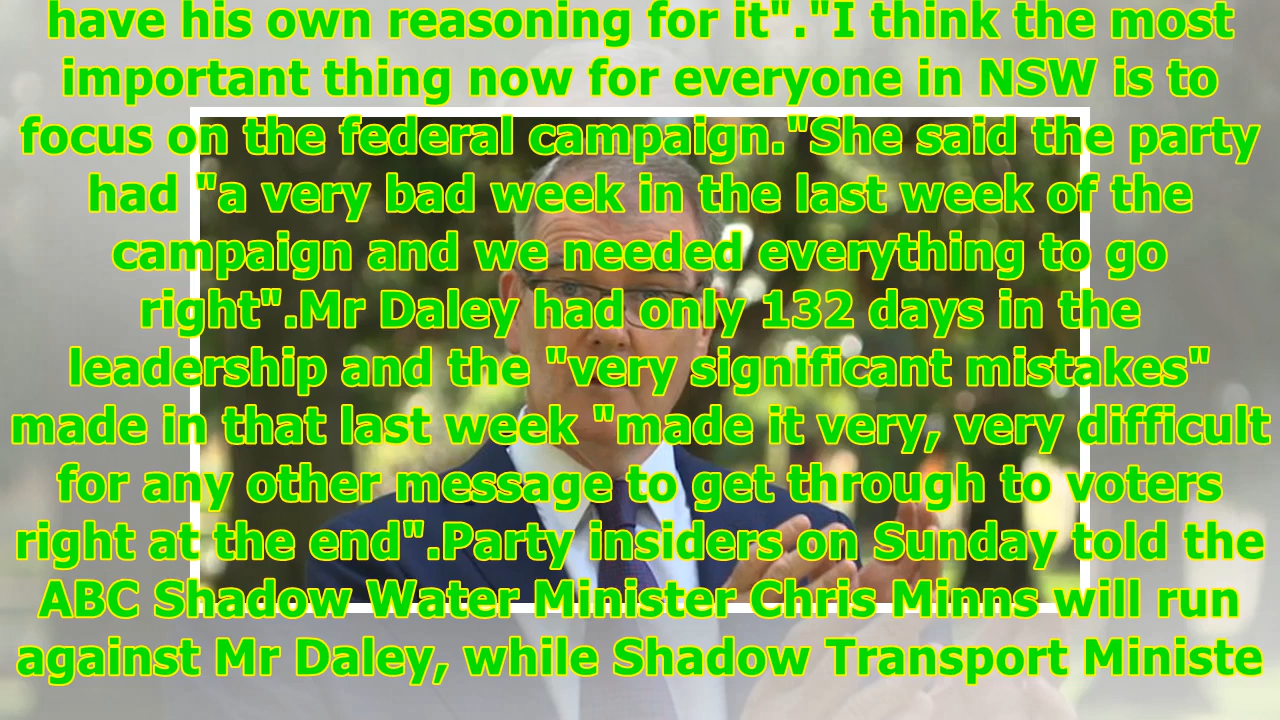 have his own reasoning for it"."I think the most
important thing now for everyone in NSW is to
focus on the federal campaign."She said the party
had "a very bad week in the last week of the
campaign and we needed everything to go
right".Mr Daley had only 132 days in the
leadership and the "very significant mistakes"
made in that last week "made it very, very difficult
for any other message to get through to voters
right at the end".Party insiders on Sunday told the
ABC Shadow Water Minister Chris Minns will run
against Mr Daley, while Shadow Transport Ministe